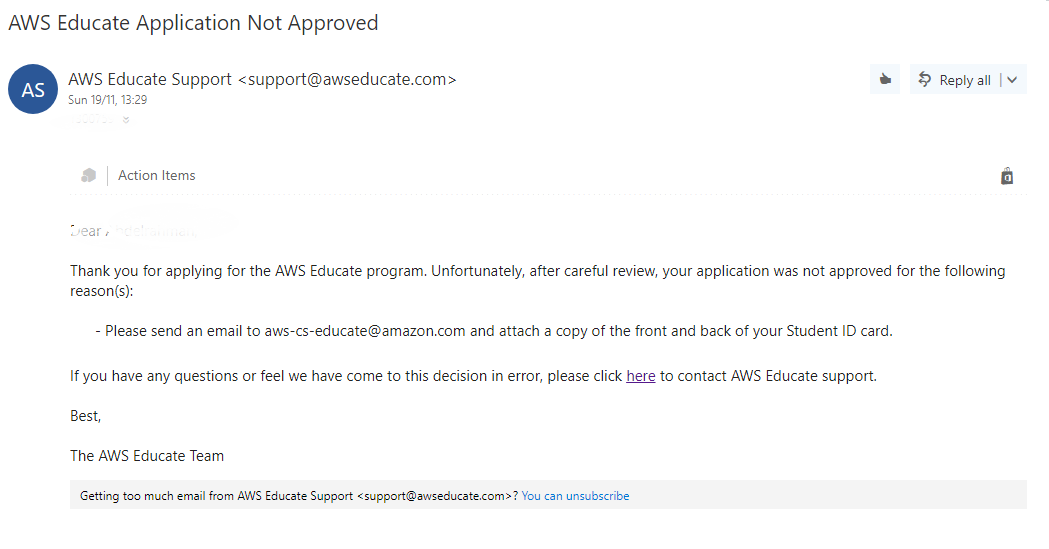 AWS Educate Application Not Approved
AS
AWS Educate Support <support@awseducate.com>
Reply all
Sun 19/11, 13:29
Action Items
Dear
Thank you for applying for the AWS Educate program. Unfortunately, after careful review, your application was not approved for the following
reason(s):
- Please send an email to aws-cs-educate@amazon.com and attach a copy of the front and back of your Student ID card.
If you have any questions or feel we have come to this decision in error, please click here to contact AWS Educate support.
Best,
The AWS Educate Team
Getting too much email from AWS Educate Support <support@awseducate.com>? You can unsubscribe